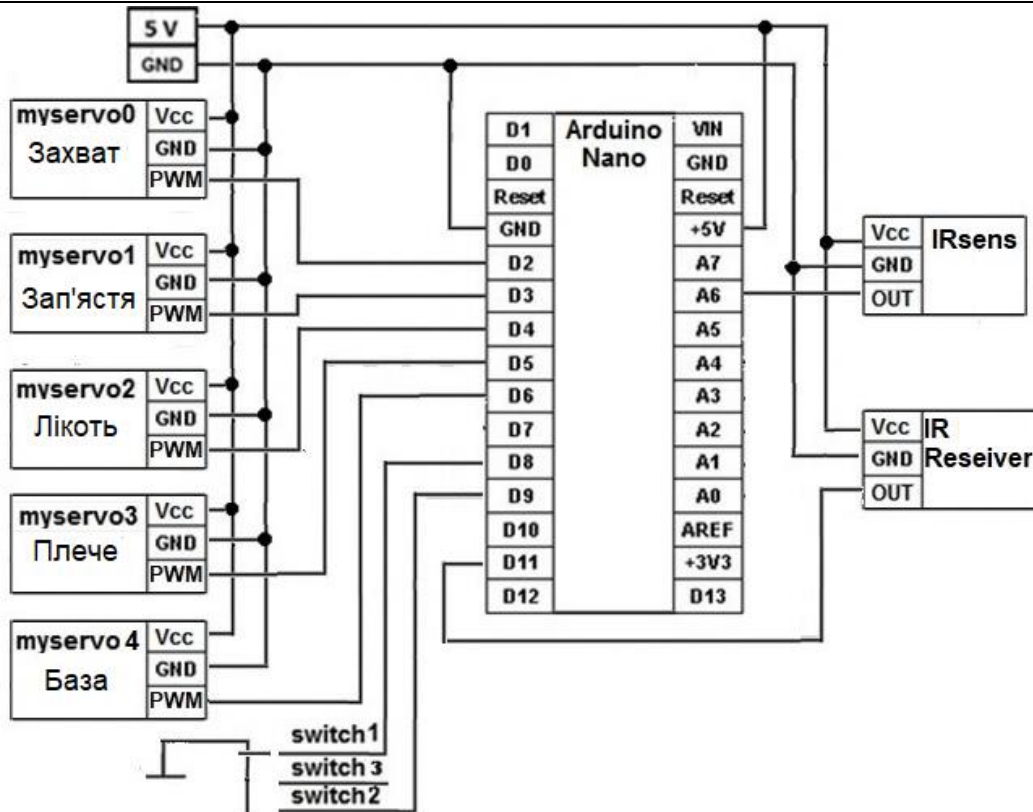 5 V
GND
myservo0
Захват
Vcc
GND
PWM
myservo1
Зап'ястя
Vcc
GND
PWM
myservo2
Лікоть
Vcc
GND
PWM
myservo3
Плече
Vcc
GND
PWM
myservo 4
База
Vcc
GND
PWM
switch1
switch 3
switch2
Arduino
Nano
D1
D0
Reset
GND
D2
D3
D4
D5
D6
D7
D8
D9
D10
D11
D12
VIN
GND
Reset
+5V
A7
A6
A5
A4
A3
A2
A1
A0
AREF
+3V3
D13
Vcc
GND
OUT
IRsens
Vcc
GND
OUT
IR
Reseiver